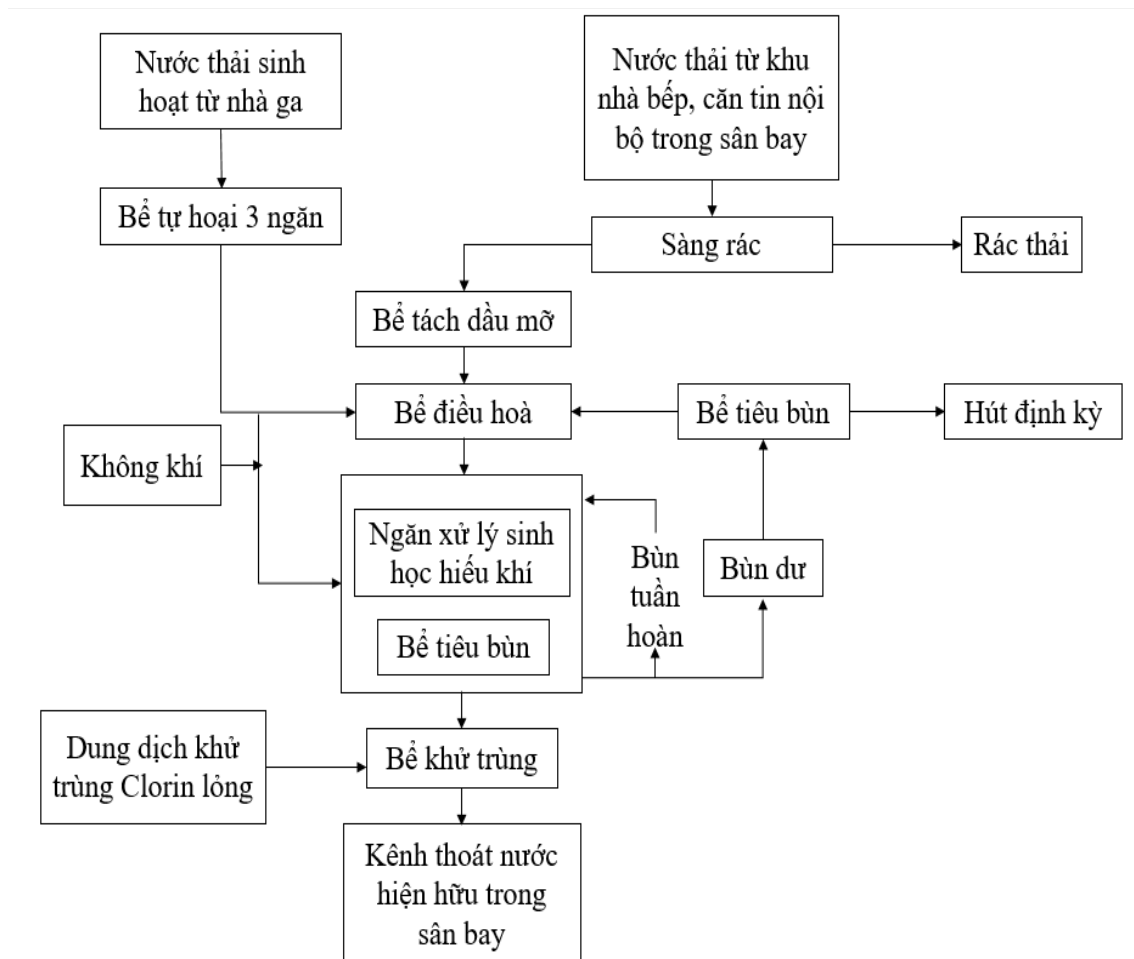 Nước thải sinh
hoạt từ nhà ga
Nước thải từ khu
nhà bếp, căn tin nội
bộ trong sân bay
Bể tự hoại 3 ngăn
Sàng rác
Rác thải
Bể tách dầu mỡ
Bể điều hoà
Bể tiêu bùn
Hút định kỳ
Không khí
Ngăn xử lý sinh
học hiếu khí
Bùn
tuần
hoàn
Bùn dư
Bể tiêu bùn
Dung dịch khử
trùng Clorin lỏng
Bể khử trùng
Kênh thoát nước
hiện hữu trong
sân bay